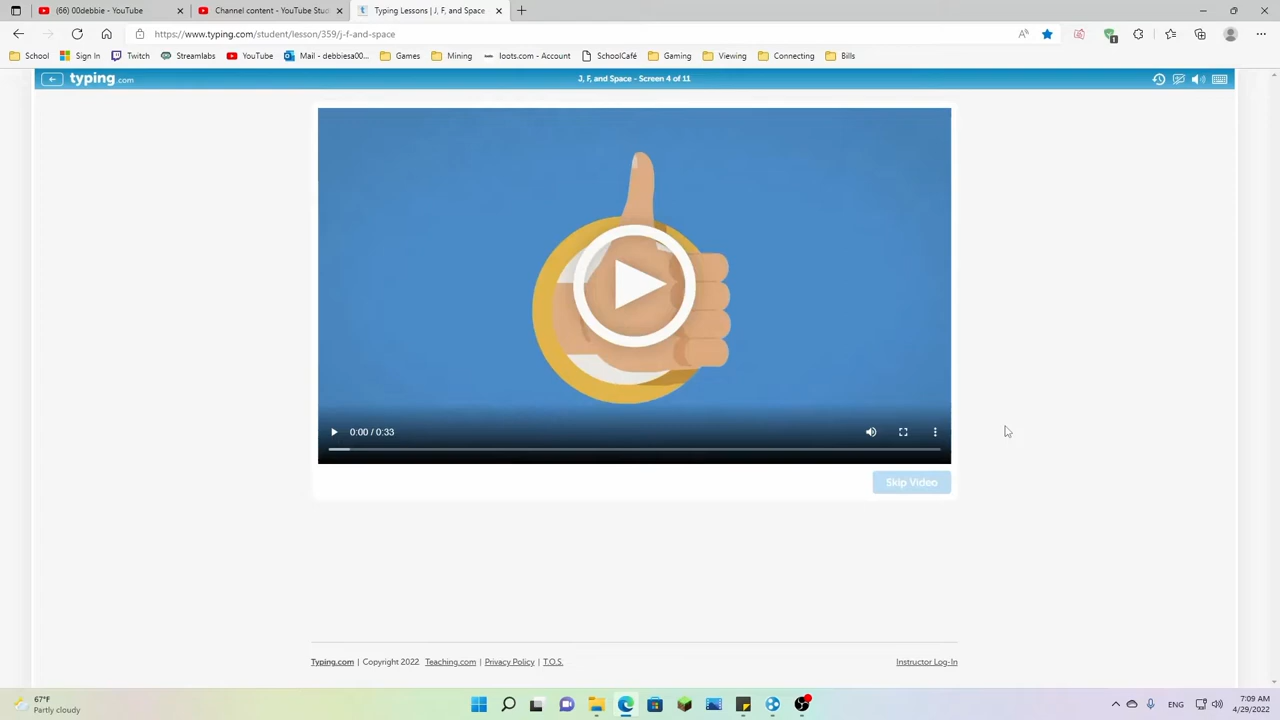 (66) 00debbie - YouTube
Channel content - YouTube Stud
Typing Lessons | J, F, and Space
https://www.typing.com/student/lesson/359/j-f-and-space
School
Sign In
Twitch
Streamlabs
YouTube
Mail - debbiesa00...
Games
Mining
loots.com - Account
SchoolCafé
Gaming
Viewing
Connecting
Bills
typing.com
J, F, and Space - Screen 4 of 11
0:00 / 0:33
Skip Video
Typing.com | Copyright 2022 Teaching.com | Privacy Policy | T.O.S.
Instructor Log-In
67°F
Partly cloudy
ENG
7:09 AM
4/29/2022